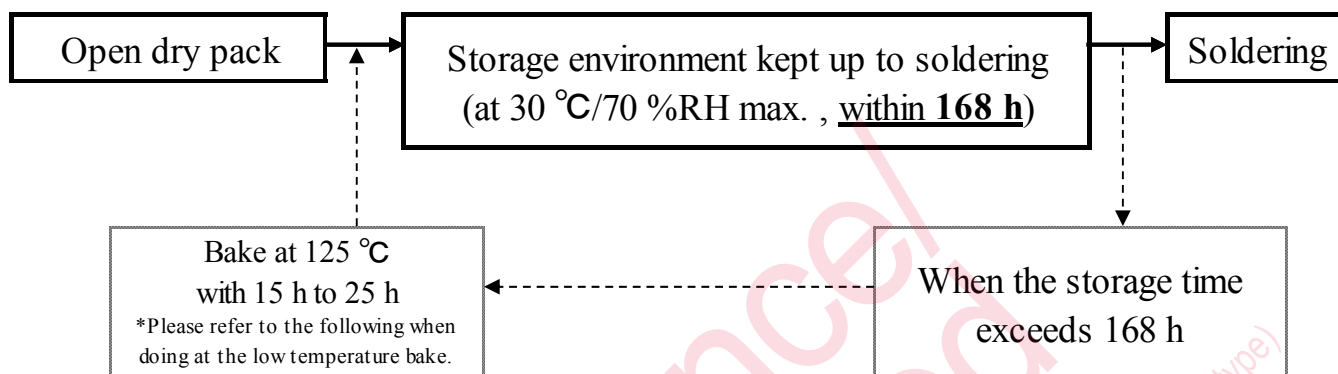 Open dry pack
Storage environment kept up to soldering
(at 30 ℃/70 %RH max. , within 168 h)
Soldering
Bake at 125 ℃
with 15 h to 25 h
*Please refer to the following when
doing at the low temperature bake.
When the storage time
exceeds 168 h